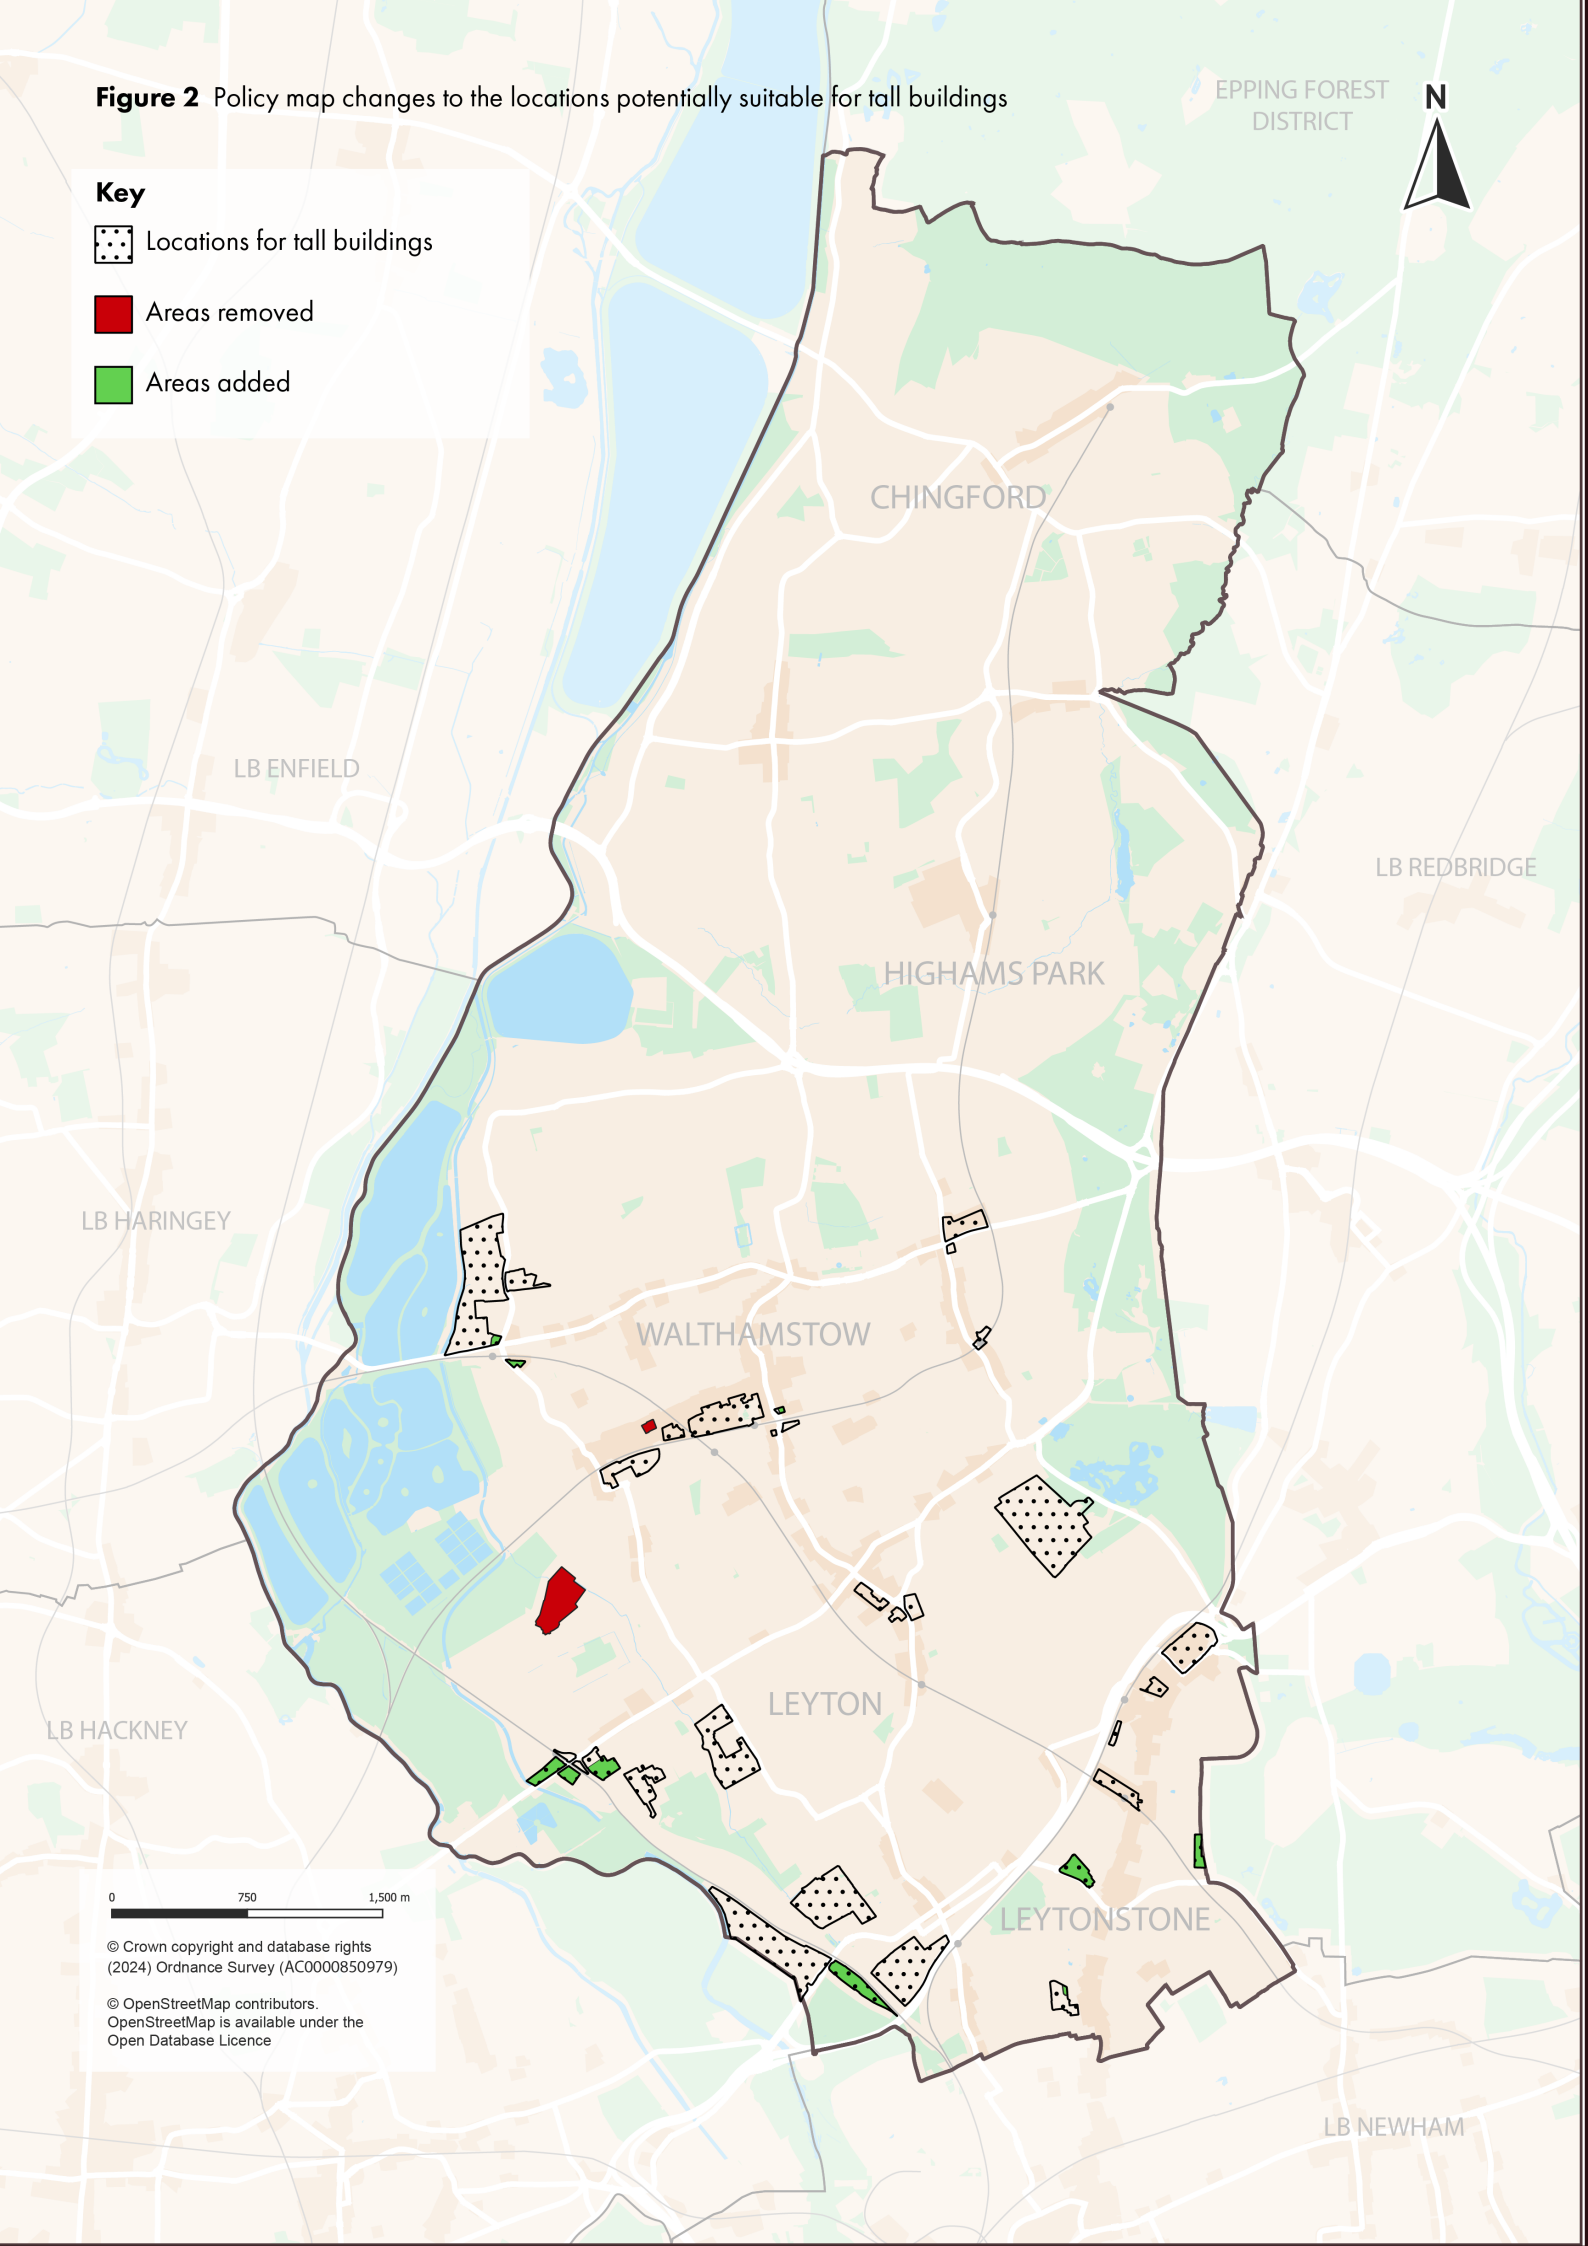 Figure 2 Policy map changes to the locations potentially suitable for tall buildings
EPPING FOREST
DISTRICT
N
Key
Locations for tall buildings
Areas removed
Areas added
CHINGFORD
LB ENFIELD
LB REDBRIDGE
HIGHAMS PARK
LB HARINGEY
WALTHAMSTOW
LEYTON
LB HACKNEY
0 750 1,500 m
LEYTONSTONE
© Crown copyright and database rights
(2024) Ordnance Survey (AC0000850979)
© OpenStreetMap contributors.
OpenStreetMap is available under the
Open Database Licence
LB NEWHAM